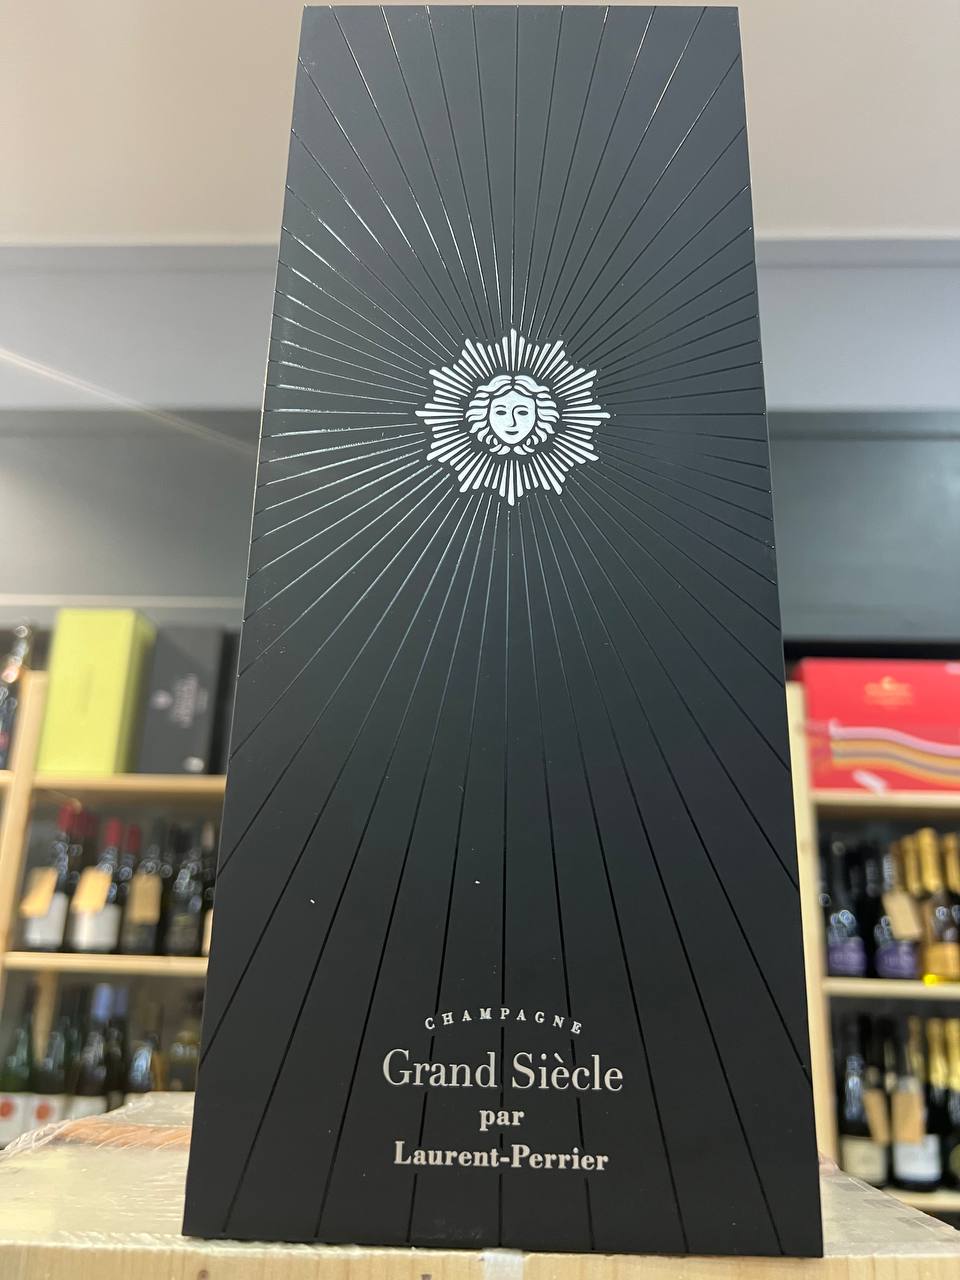 CHAMPAGNE
Grand Siècle
par
Laurent-Perrier